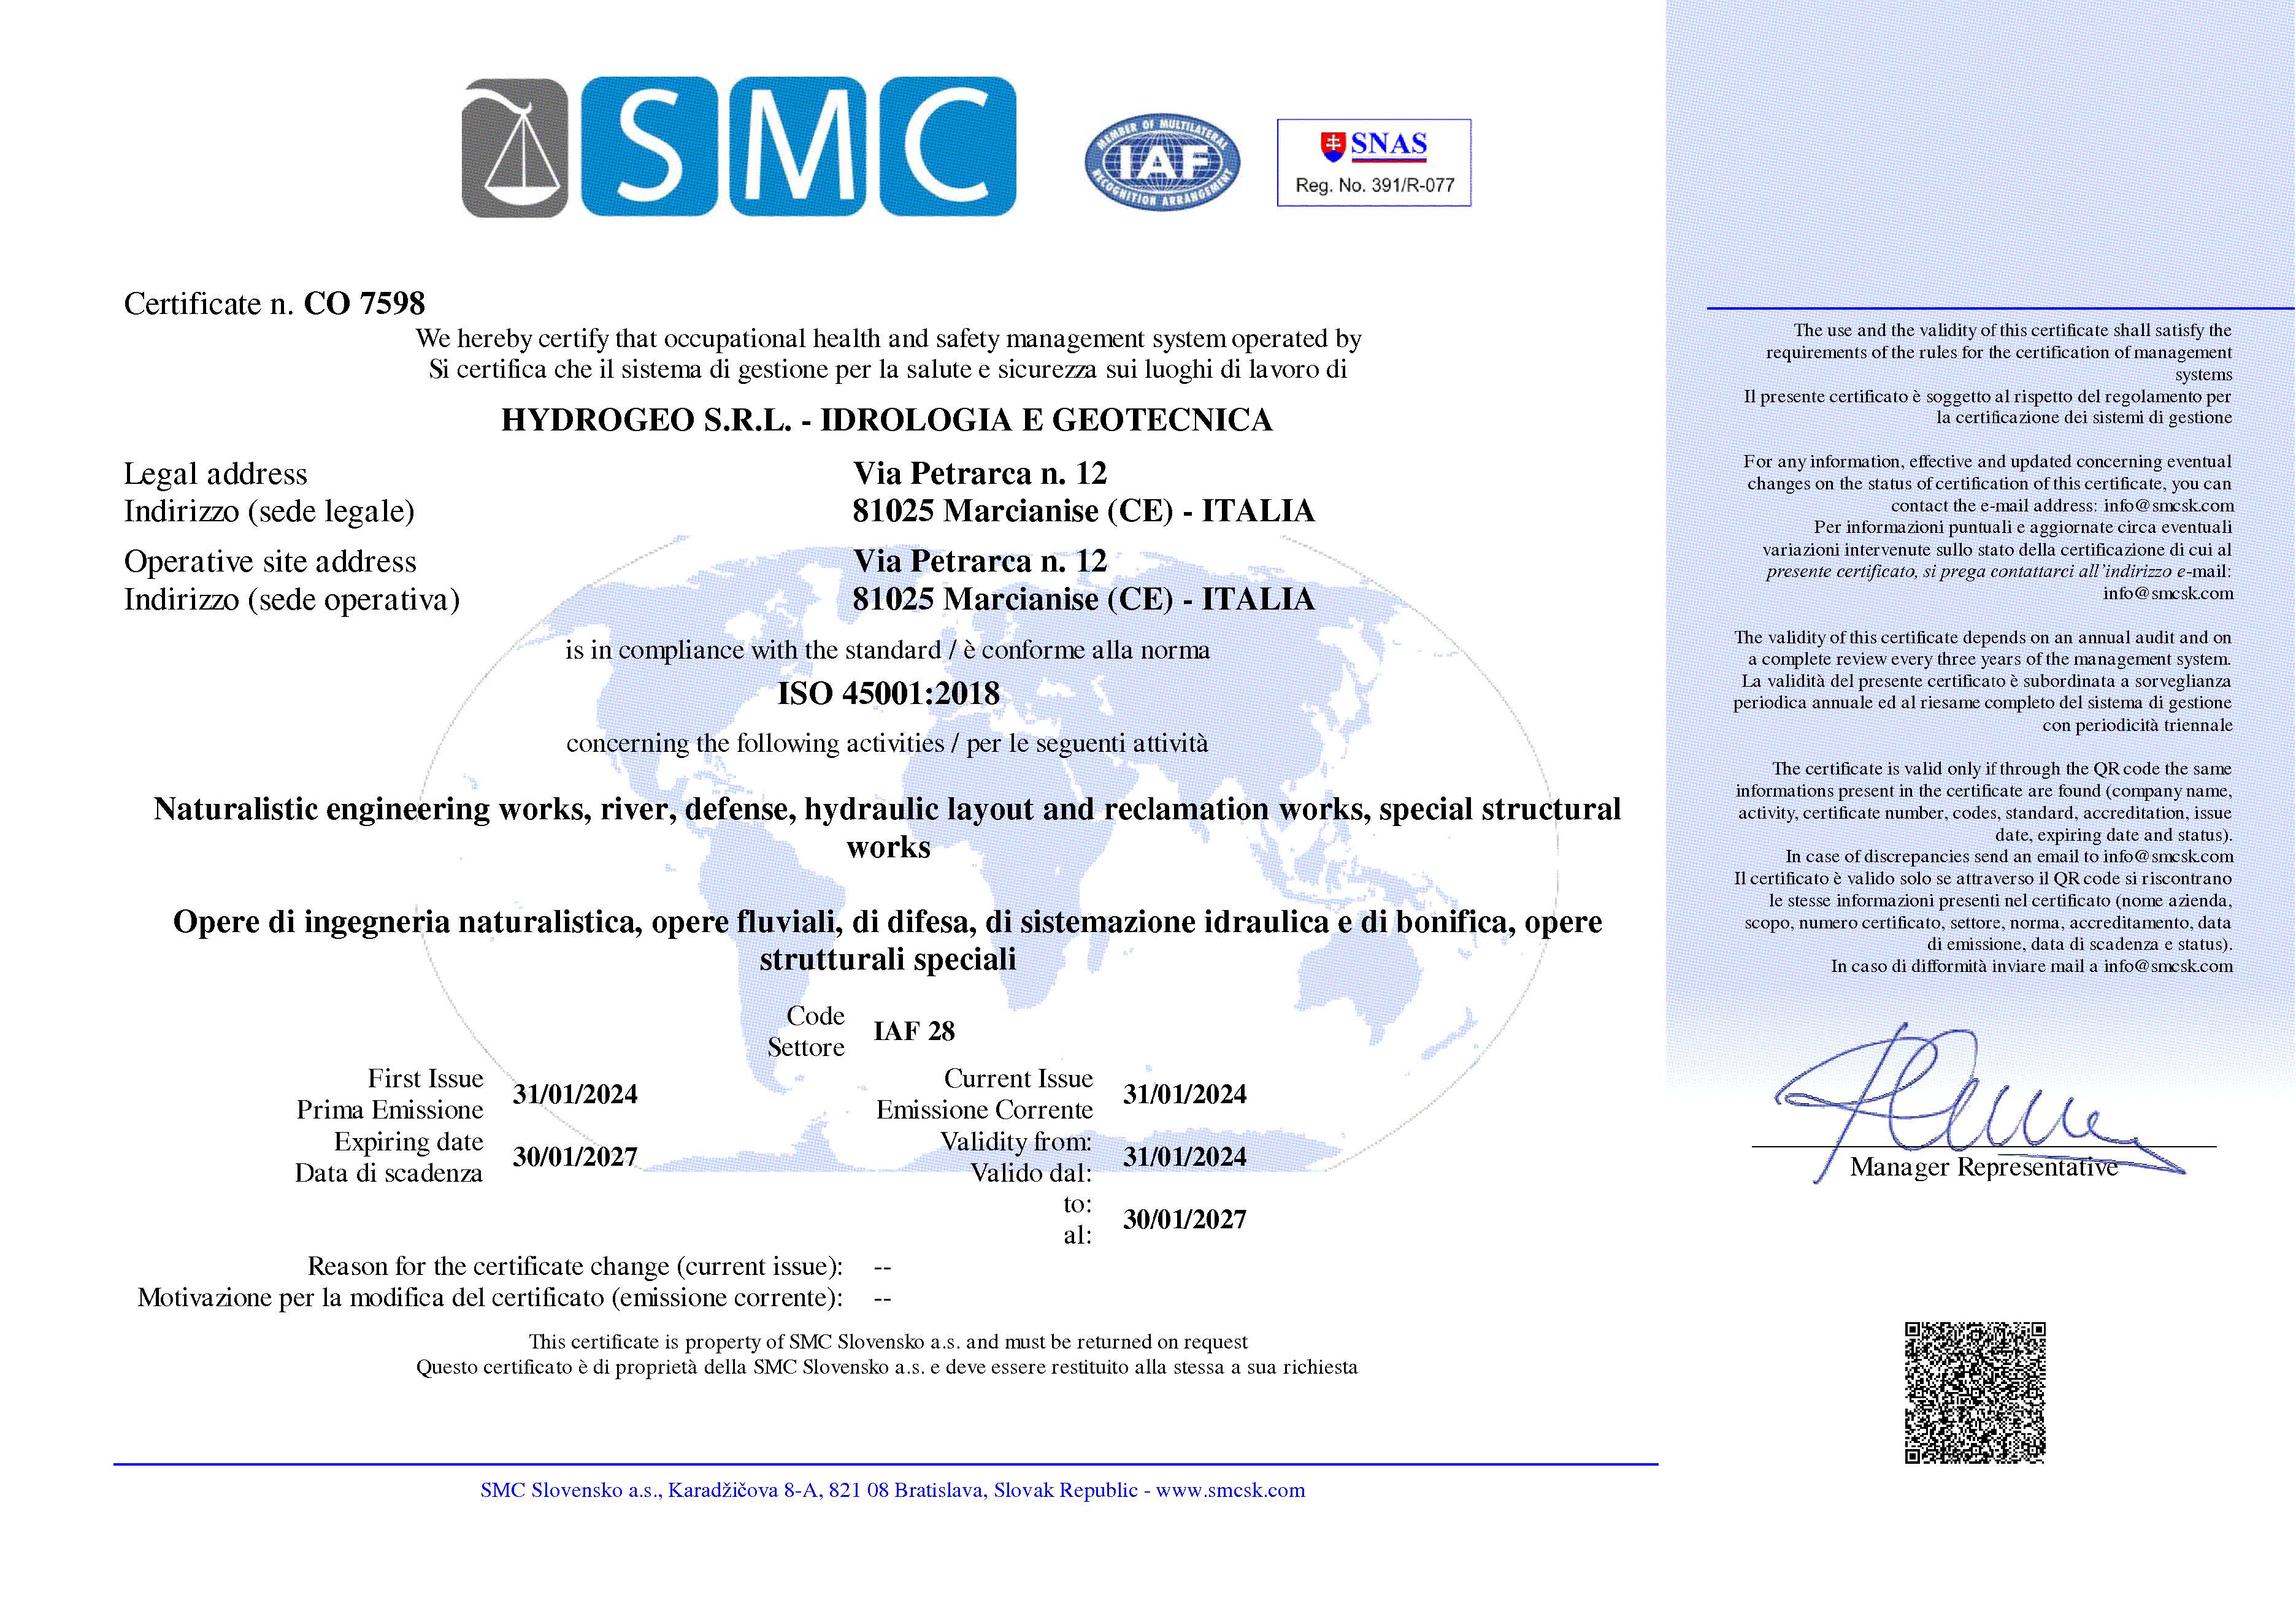 SMC
MEMBER OF MULTILATERAL
IAF
RECOGNITION ARRANGEMENT
SNAS
Reg. No. 391/R-077
Certificate n. CO 7598
We hereby certify that occupational health and safety management system operated by
Si certifica che il sistema di gestione per la salute e sicurezza sui luoghi di lavoro di
HYDROGEO S.R.L. - IDROLOGIA E GEOTECNICA
Legal address
Indirizzo (sede legale)
Via Petrarca n. 12
81025 Marcianise (CE) - ITALIA
Operative site address
Indirizzo (sede operativa)
Via Petrarca n. 12
81025 Marcianise (CE) - ITALIA
is in compliance with the standard / è conforme alla norma
ISO 45001:2018
concerning the following activities / per le seguenti attività
Naturalistic engineering works, river, defense, hydraulic layout and reclamation works, special structural
works
Opere di ingegneria naturalistica, opere fluviali, di difesa, di sistemazione idraulica e di bonifica, opere
strutturali speciali
Code
Settore
IAF 28
First Issue
Prima Emissione
31/01/2024
Current Issue
Emissione Corrente
31/01/2024
Expiring date
Data di scadenza
30/01/2027
Validity from:
Valido dal:
31/01/2024
to:
al:
30/01/2027
Reason for the certificate change (current issue): --
Motivazione per la modifica del certificato (emissione corrente): --
This certificate is property of SMC Slovensko a.s. and must be returned on request
Questo certificato è di proprietà della SMC Slovensko a.s. e deve essere restituito alla stessa a sua richiesta
SMC Slovensko a.s., Karadžičova 8-A, 821 08 Bratislava, Slovak Republic - www.smcsk.com
The use and the validity of this certificate shall satisfy the
requirements of the rules for the certification of management
systems
Il presente certificato è soggetto al rispetto del regolamento per
la certificazione dei sistemi di gestione
For any information, effective and updated concerning eventual
changes on the status of certification of this certificate, you can
contact the e-mail address: info@smcsk.com
Per informazioni puntuali e aggiornate circa eventuali
variazioni intervenute sullo stato della certificazione di cui al
presente certificato, si prega contattarci all'indirizzo e-mail:
info@smcsk.com
The validity of this certificate depends on an annual audit and on
a complete review every three years of the management system.
La validità del presente certificato è subordinata a sorveglianza
periodica annuale ed al riesame completo del sistema di gestione
con periodicità triennale
The certificate is valid only if through the QR code the same
informations present in the certificate are found (company name,
activity, certificate number, codes, standard, accreditation, issue
date, expiring date and status).
In case of discrepancies send an email to info@smcsk.com
Il certificato è valido solo se attraverso il QR code si riscontrano
le stesse informazioni presenti nel certificato (nome azienda,
scopo, numero certificato, settore, norma, accreditamento, data
di emissione, data di scadenza e status).
In caso di difformità inviare mail a info@smcsk.com
Manager Representative